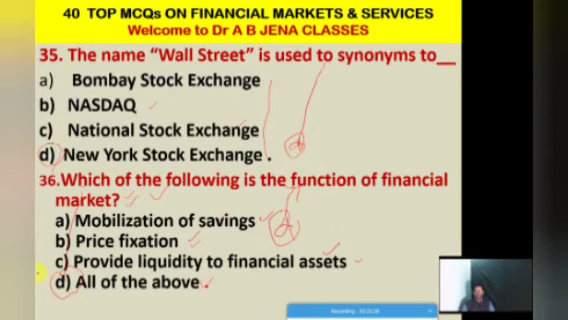 40 TOP MCQs ON FINANCIAL MARKETS & SERVICES
Welcome to Dr A B JENA CLASSES
35. The name “Wall Street” is used to synonyms to__
a) Bombay Stock Exchange
b) NASDAQ
c) National Stock Exchange
d) New York Stock Exchange .
36.Which of the following is the function of financial
market?
a) Mobilization of savings
b) Price fixation
c) Provide liquidity to financial assets
d) All of the above .